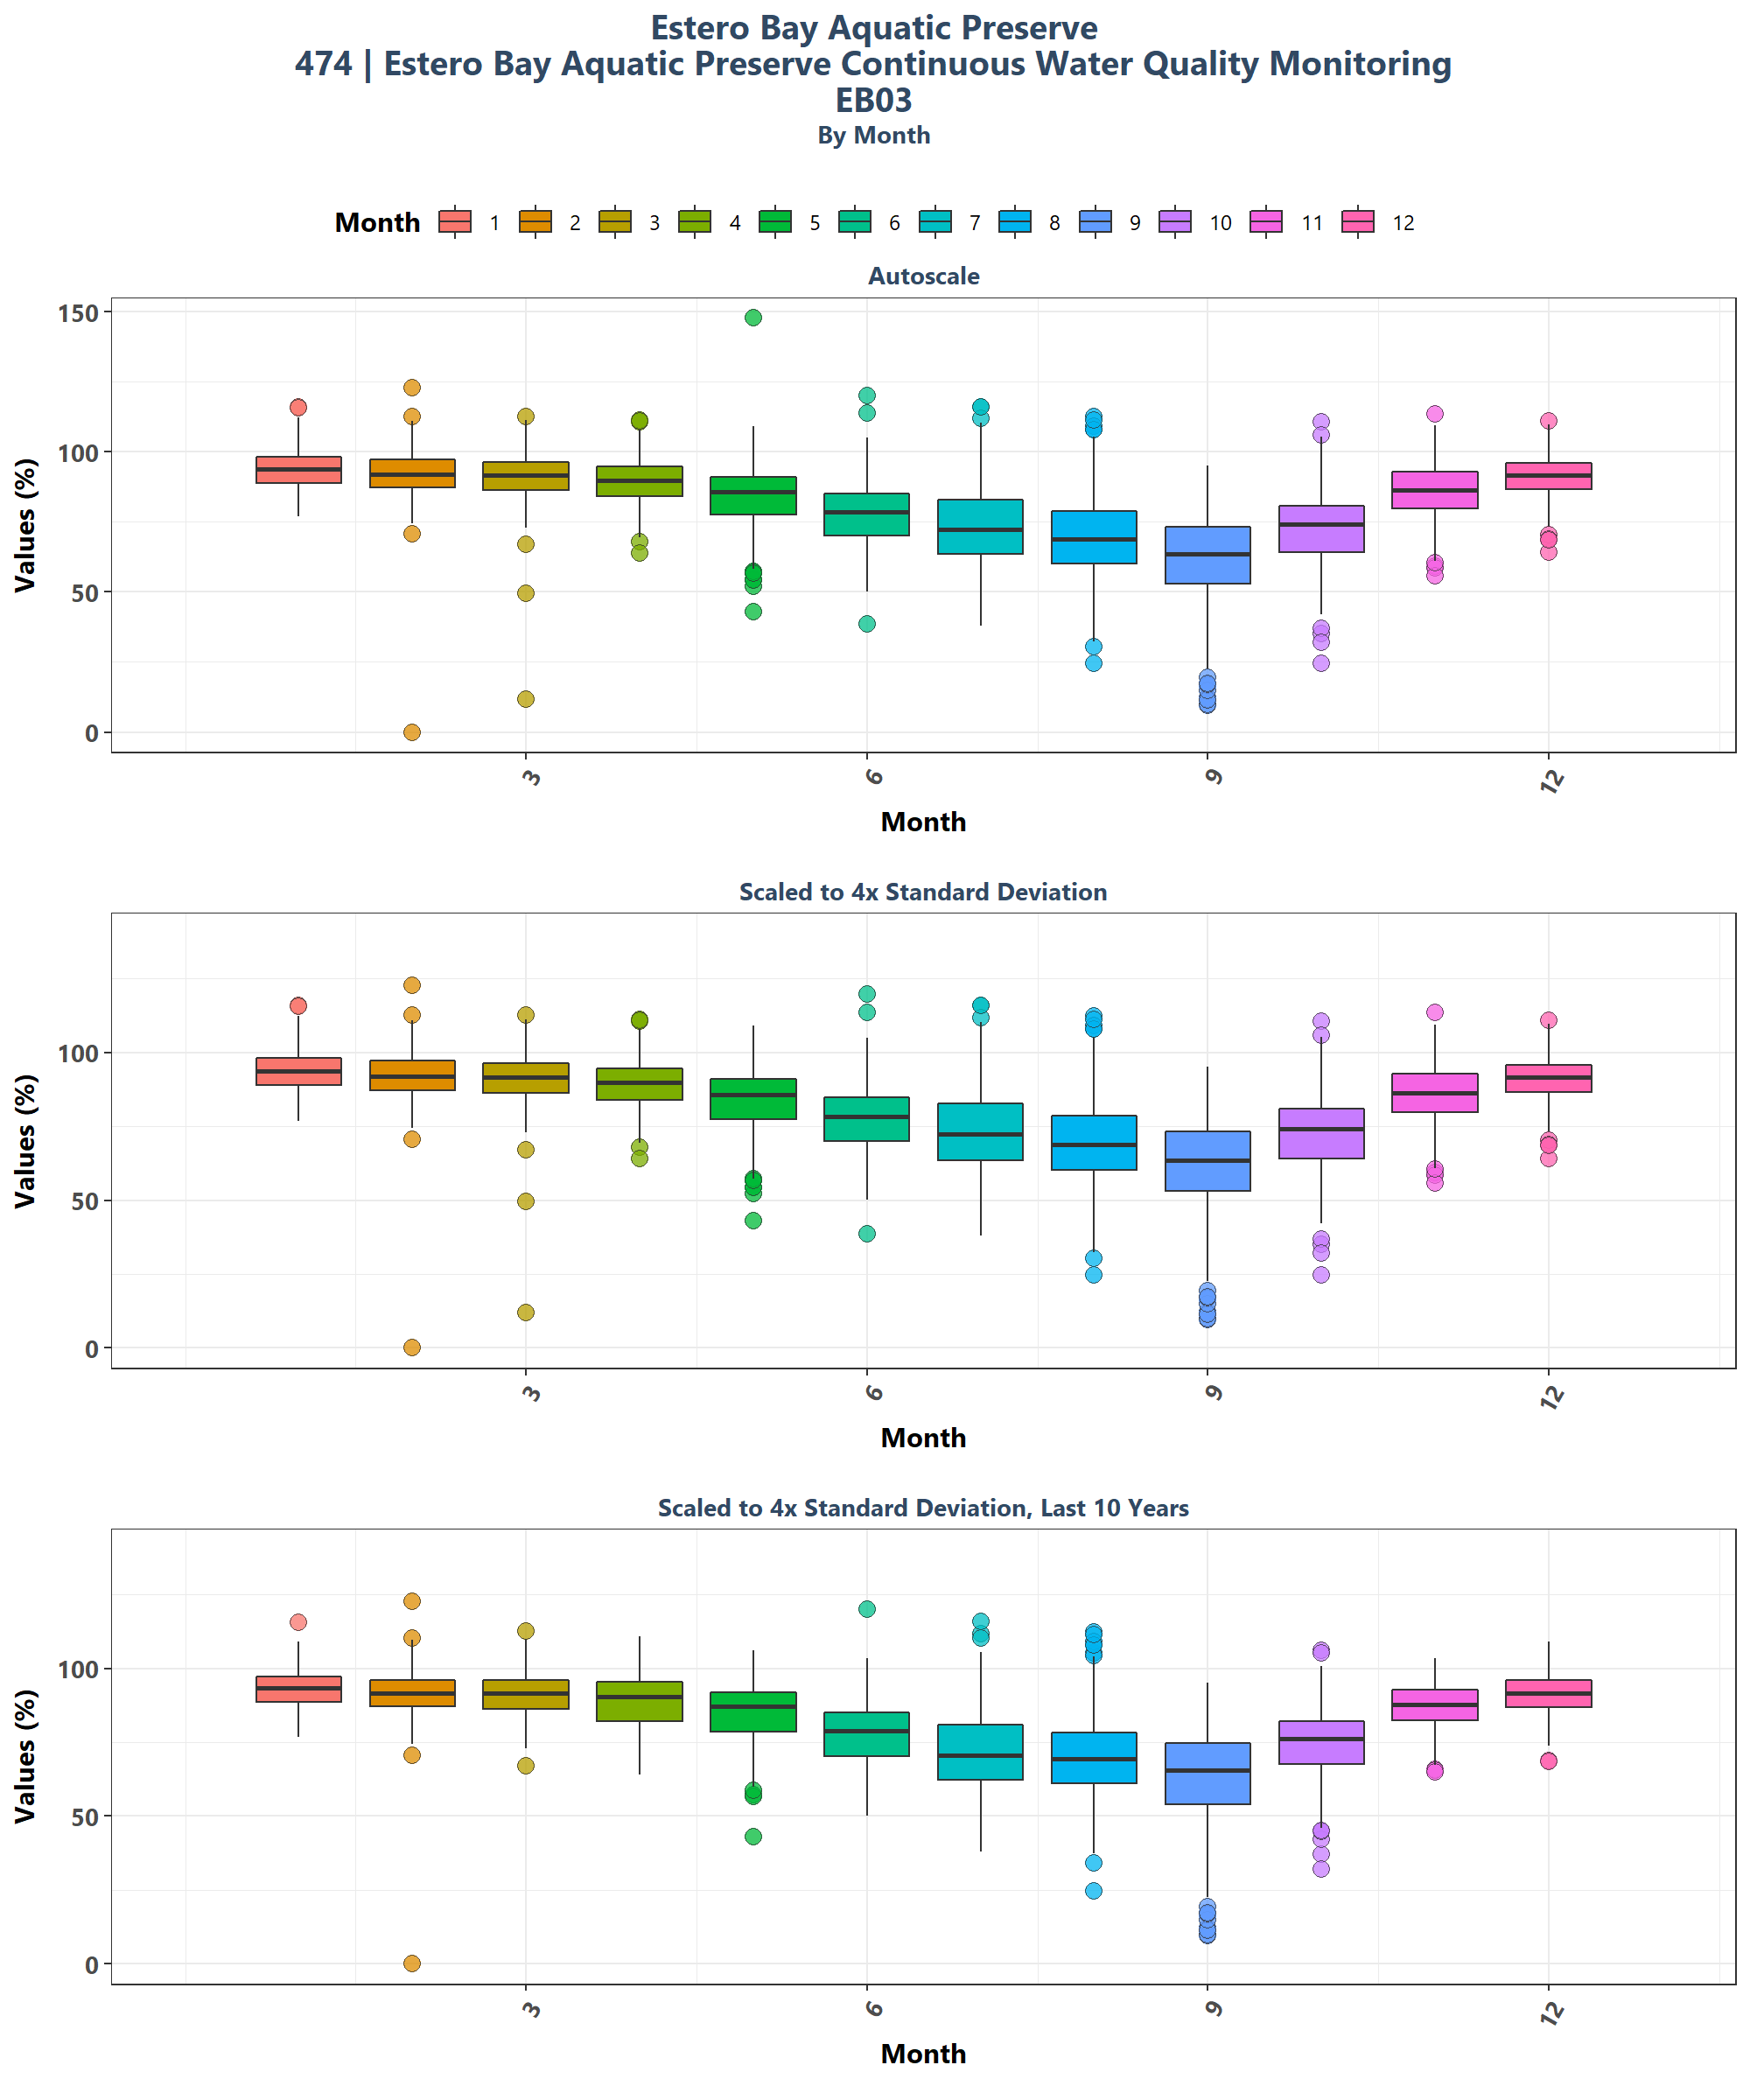 Estero Bay Aquatic Preserve
474 | Estero Bay Aquatic Preserve Continuous Water Quality Monitoring
EB03
By Month
Month 1 2 3 4 5 6 7 8 9 10 11 12
Autoscale
Values (%)
150
100
50
0
3 6 9 12
Month
Scaled to 4x Standard Deviation
Values (%)
100
50
0
3 6 9 12
Month
Scaled to 4x Standard Deviation, Last 10 Years
Values (%)
100
50
0
3 6 9 12
Month